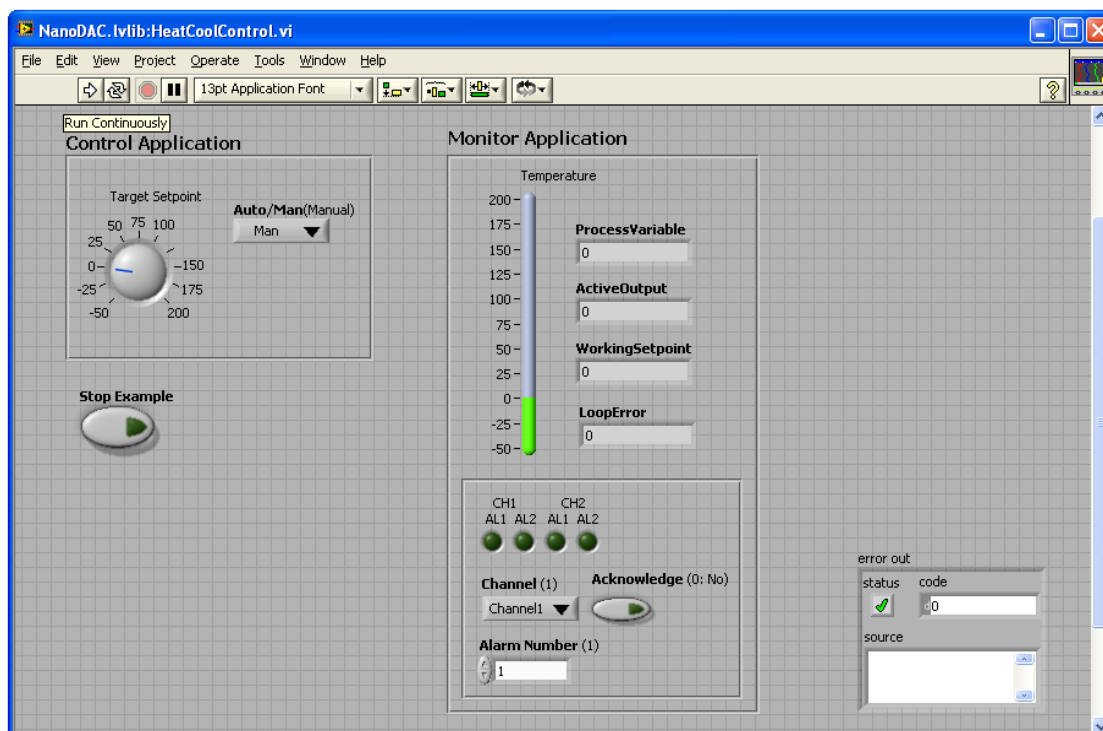 NanoDAC.lvlib:HeatCoolControl.vi
File Edit View Project Operate Tools Window Help
13pt Application Font
?
Run Continuously
Control Application
Target Setpoint
50 75 100
25
0
-150
-25
175
-50
200
Auto/Man(Manual)
Man
Stop Example
Monitor Application
Temperature
200
175
150
125
100
75
50
25
0
-25
-50
ProcessVariable
0
ActiveOutput
0
WorkingSetpoint
0
LoopError
0
CH1 CH2
AL1 AL2 AL1 AL2
Channel (1)
Channel1
Acknowledge (0: No)
Alarm Number (1)
1
error out
status code
d0
source